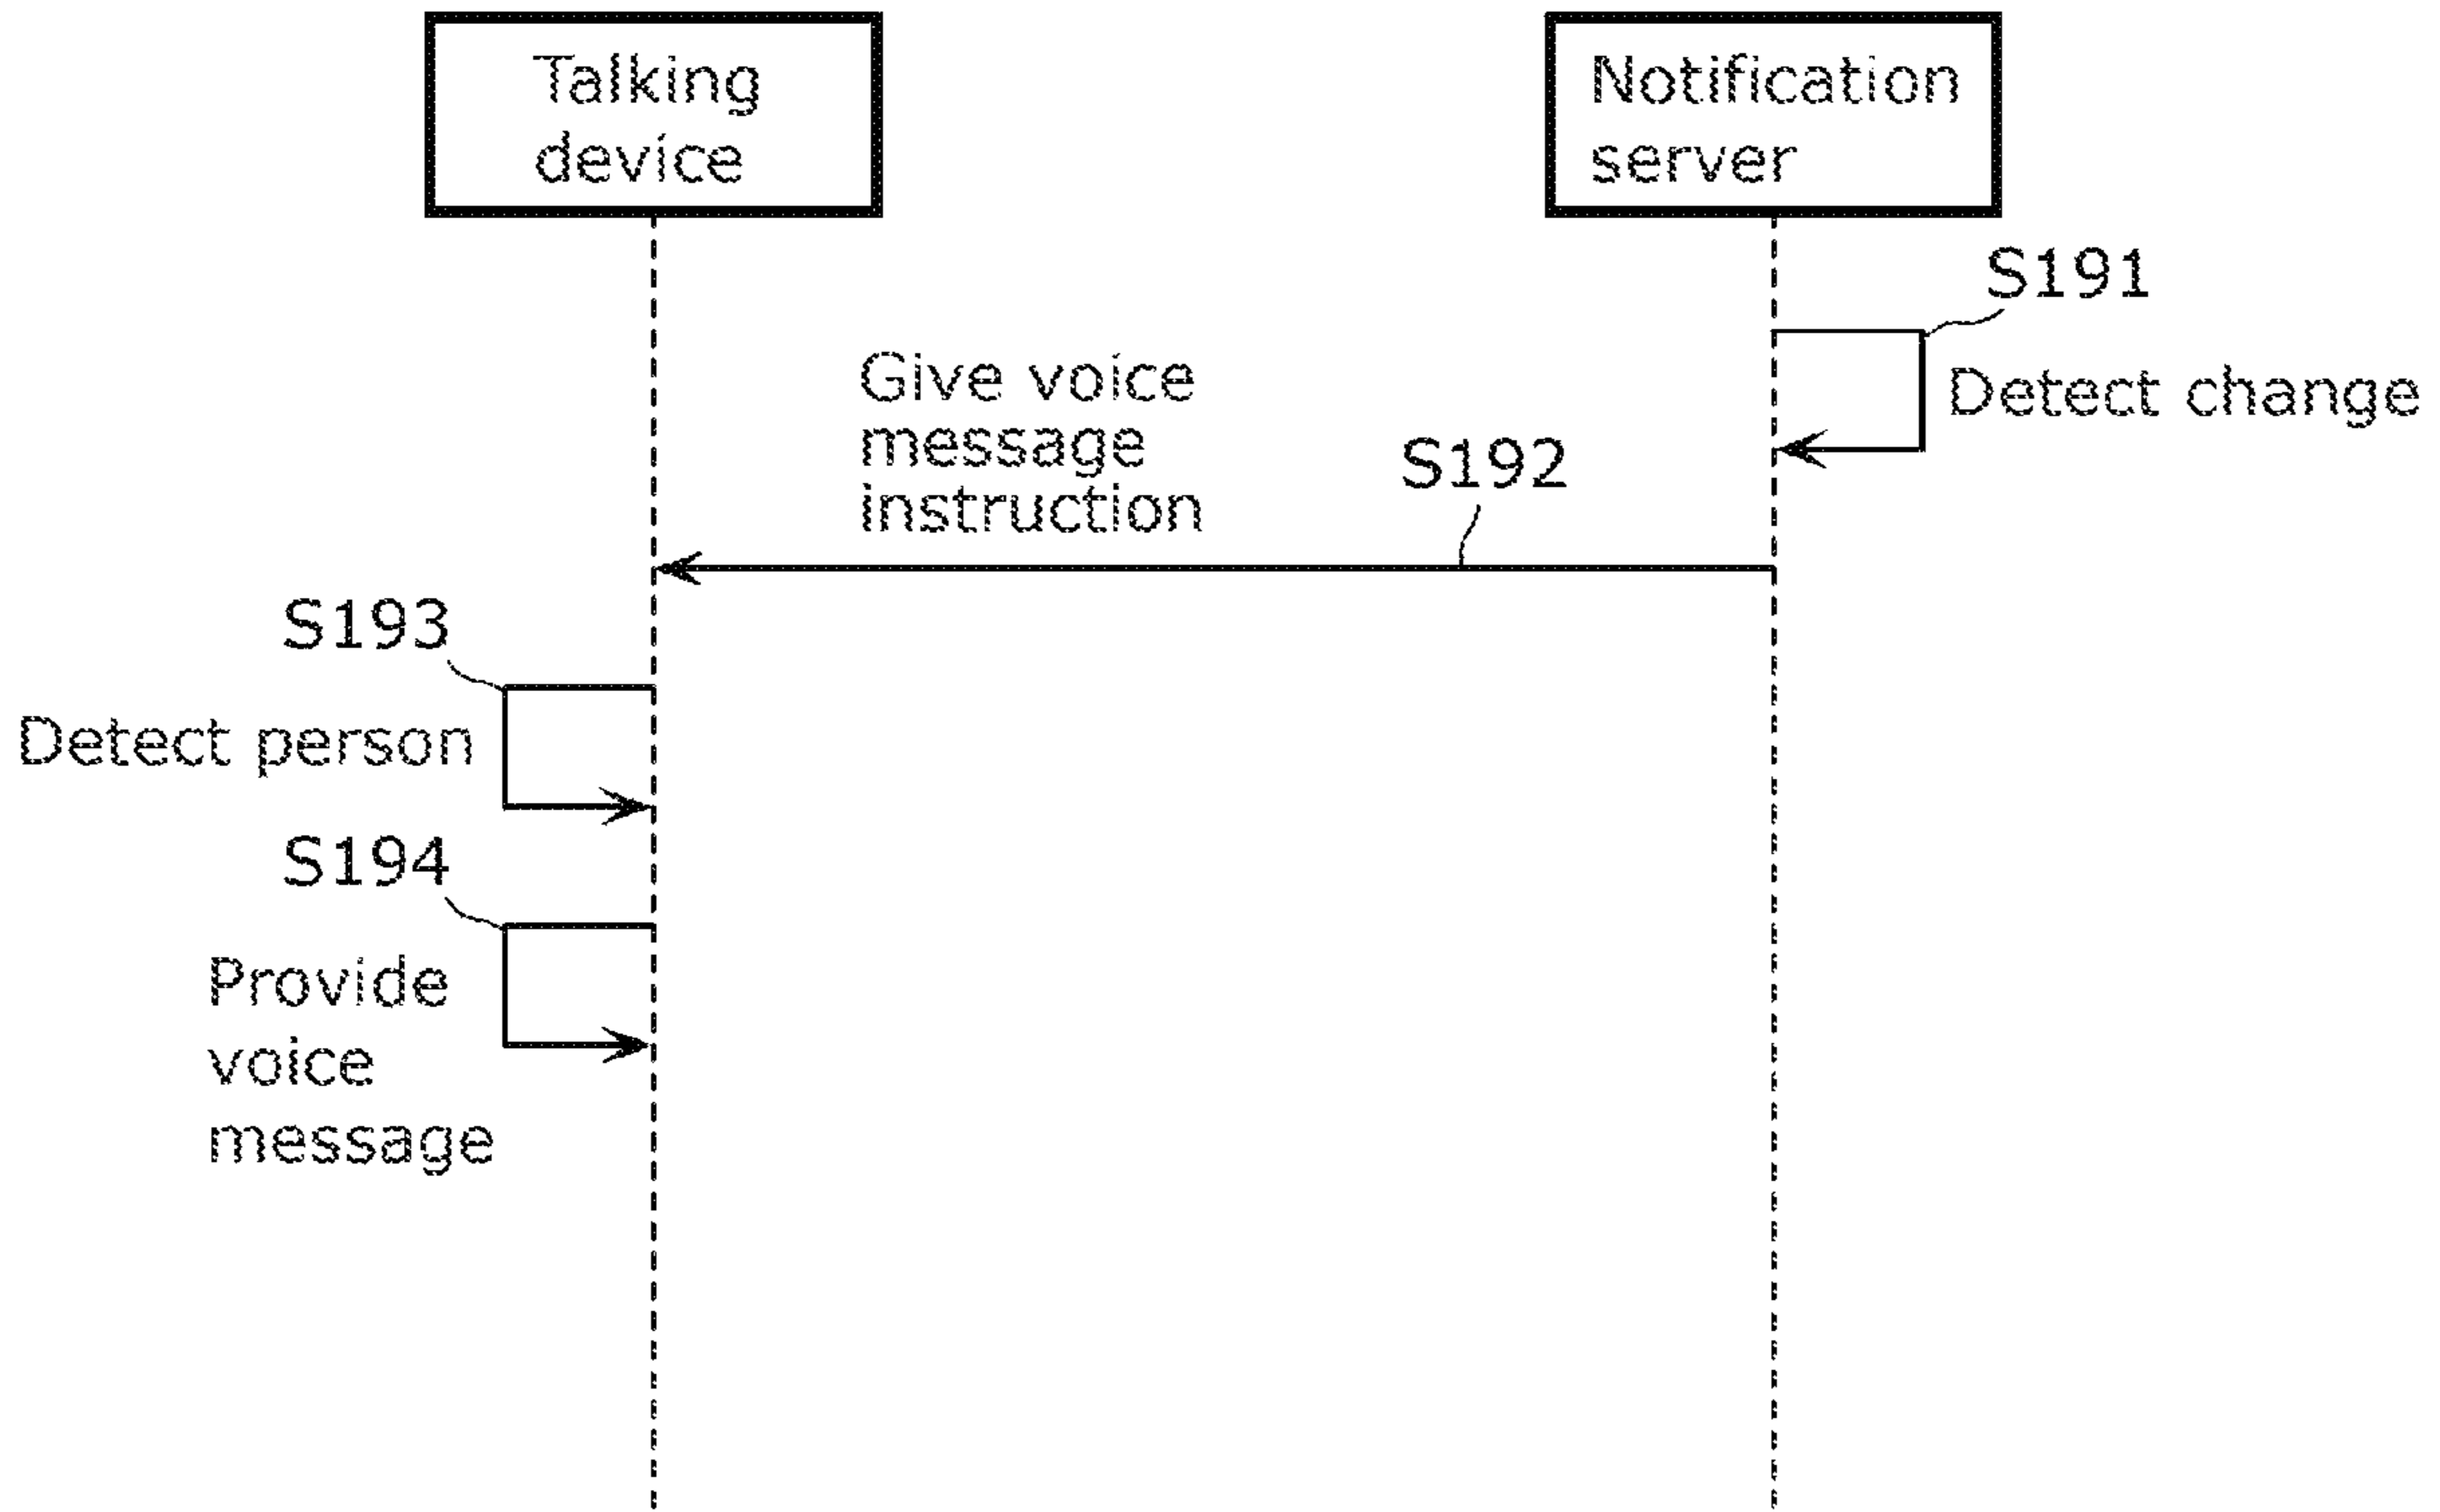 Talking
device
Notification
server
S191
Detect change
Give voice
message
instruction
S192
S193
Detect person
S194
Provide
voice
message